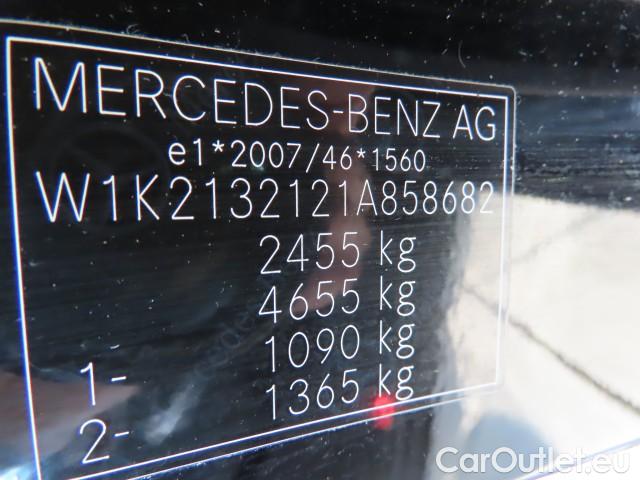 MERCEDES-BENZ AG
e1*2007/46*1560
W1K2132121A858682
2455 kg
4655 kg
1- 1090 kg
2- 1365 kg
CarOutlet.eu